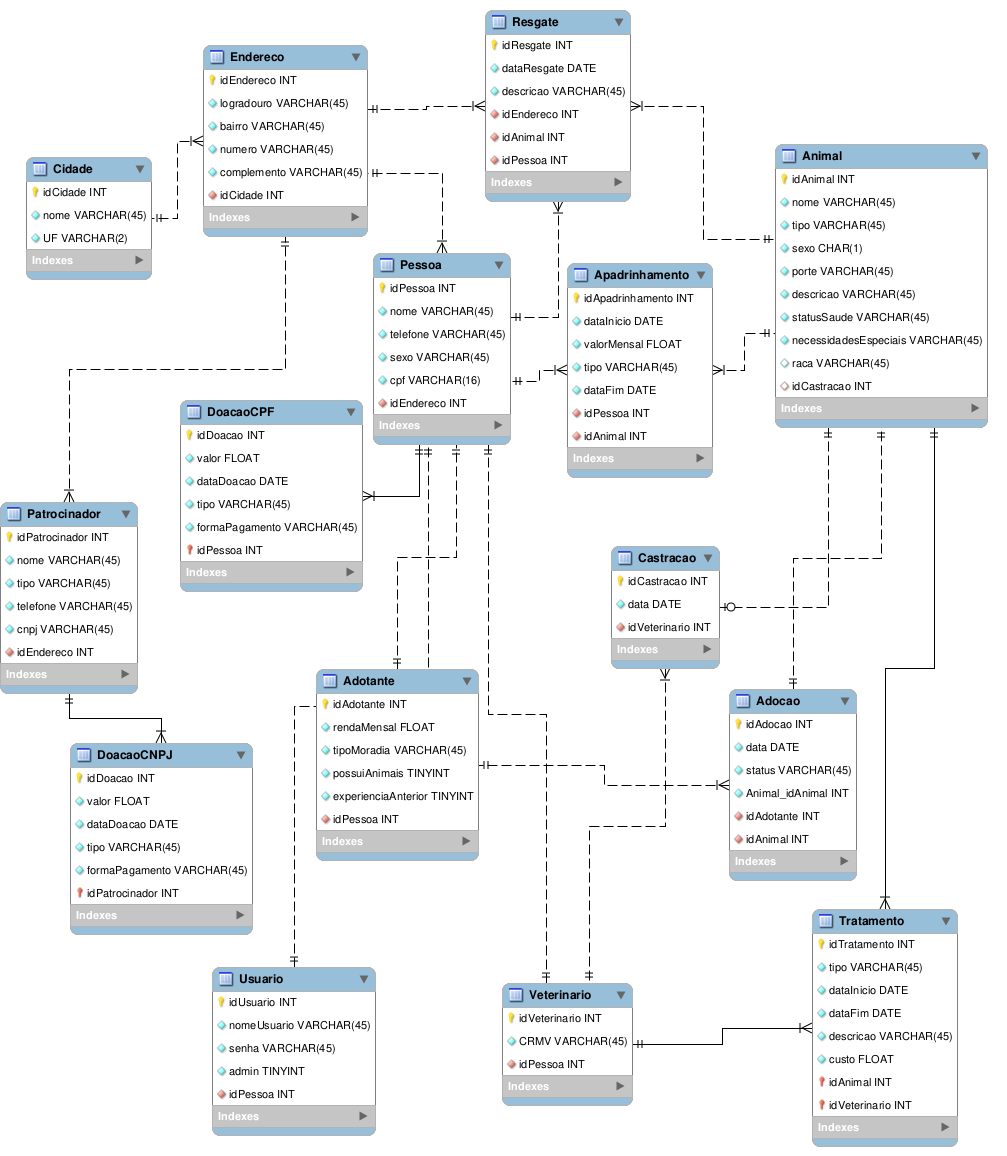 Resgate
idResgate INT
dataResgate DATE
descricao VARCHAR(45)
idEndereco INT
idAnimal INT
idPessoa INT
Indexes
Endereco
idEndereco INT
logradouro VARCHAR(45)
bairro VARCHAR(45)
numero VARCHAR(45)
complemento VARCHAR(45)
idCidade INT
Indexes
Cidade
idCidade INT
nome VARCHAR(45)
UF VARCHAR(2)
Indexes
Animal
idAnimal INT
nome VARCHAR(45)
tipo VARCHAR(45)
sexo CHAR(1)
porte VARCHAR(45)
descricao VARCHAR(45)
statusSaude VARCHAR(45)
necessidadesEspeciais VARCHAR(45)
raca VARCHAR(45)
idCastracao INT
Indexes
Pessoa
idPessoa INT
nome VARCHAR(45)
telefone VARCHAR(45)
sexo VARCHAR(45)
cpf VARCHAR(16)
idEndereco INT
Indexes
Apadrinhamento
idApadrinhamento INT
dataInicio DATE
valorMensal FLOAT
tipo VARCHAR(45)
dataFim DATE
idPessoa INT
idAnimal INT
Indexes
DoacaoCPF
idDoacao INT
valor FLOAT
dataDoacao DATE
tipo VARCHAR(45)
formaPagamento VARCHAR(45)
idPessoa INT
Indexes
Patrocinador
idPatrocinador INT
nome VARCHAR(45)
tipo VARCHAR(45)
telefone VARCHAR(45)
cnpj VARCHAR(45)
idEndereco INT
Indexes
Castracao
idCastracao INT
data DATE
idVeterinario INT
Indexes
Adotante
idAdotante INT
rendaMensal FLOAT
tipoMoradia VARCHAR(45)
possuiAnimais TINYINT
experienciaAnterior TINYINT
idPessoa INT
Indexes
Adocao
idAdocao INT
data DATE
status VARCHAR(45)
Animal_idAnimal INT
idAdotante INT
idAnimal INT
Indexes
DoacaoCNPJ
idDoacao INT
valor FLOAT
dataDoacao DATE
tipo VARCHAR(45)
formaPagamento VARCHAR(45)
idPatrocinador INT
Indexes
Tratamento
idTratamento INT
tipo VARCHAR(45)
dataInicio DATE
dataFim DATE
descricao VARCHAR(45)
custo FLOAT
idAnimal INT
idVeterinario INT
Indexes
Usuario
idUsuario INT
nomeUsuario VARCHAR(45)
senha VARCHAR(45)
admin TINYINT
idPessoa INT
Indexes
Veterinario
idVeterinario INT
CRMV VARCHAR(45)
idPessoa INT
Indexes